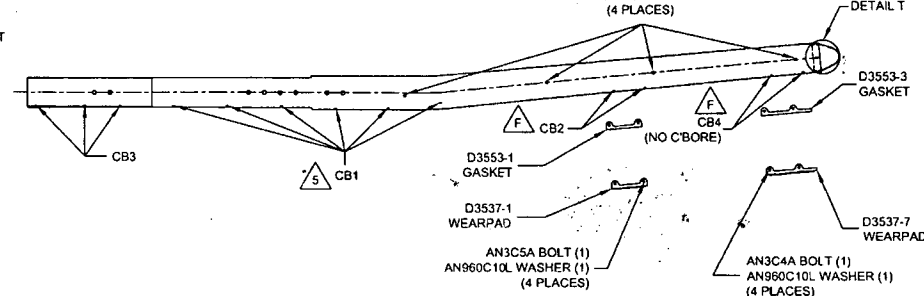 (4 PLACES)
DETAIL T
T
D3553-3
GASKET
F
CB2
F
CB4
(NO C'BORE)
CB3
5
CB1
D3553-1
GASKET
D3537-1
WEARPAD
D3537-7
WEARPAD
AN3C5A BOLT (1)
AN960C10L WASHER (1)
(4 PLACES)
AN3C4A BOLT (1)
AN960C10L WASHER (1)
(4 PLACES)